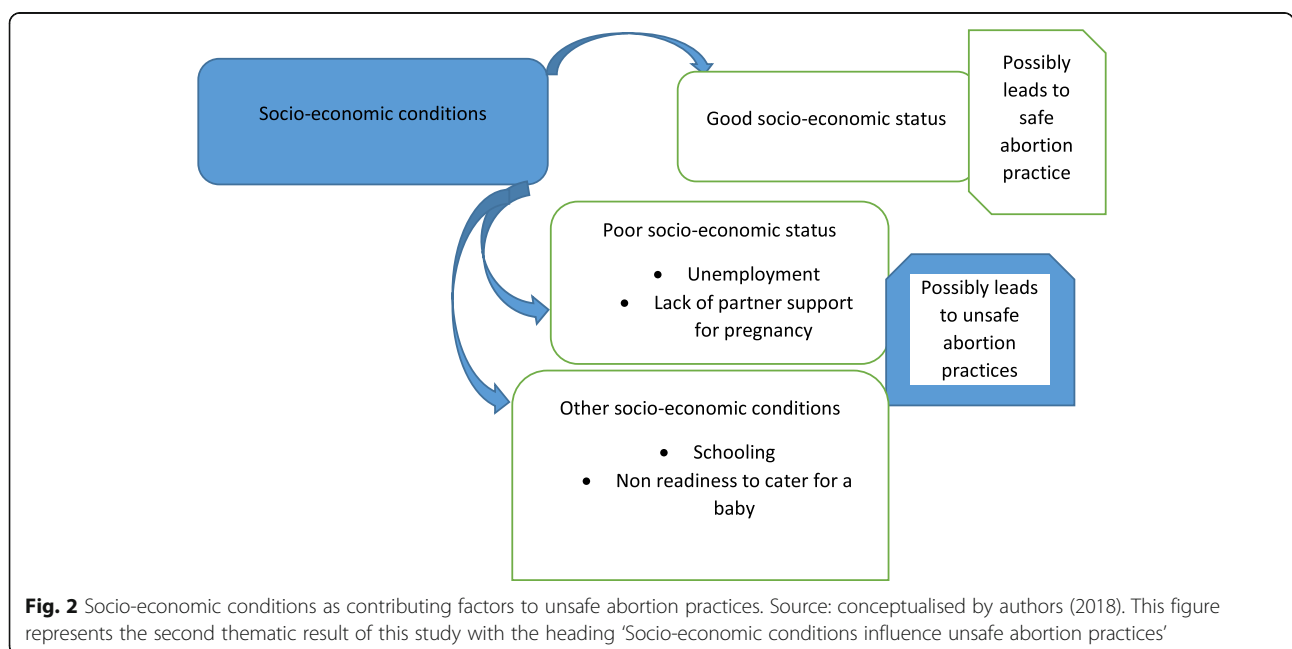 Socio-economic conditions
Good socio-economic status
Possibly
leads to
safe
abortion
practice
Poor socio-economic status
• Unemployment
• Lack of partner support
for pregnancy
Possibly leads
to unsafe
abortion
practices
Other socio-economic conditions
• Schooling
• Non readiness to cater for a
baby
Fig. 2 Socio-economic conditions as contributing factors to unsafe abortion practices. Source: conceptualised by authors (2018). This figure
represents the second thematic result of this study with the heading ‘Socio-economic conditions influence unsafe abortion practices’